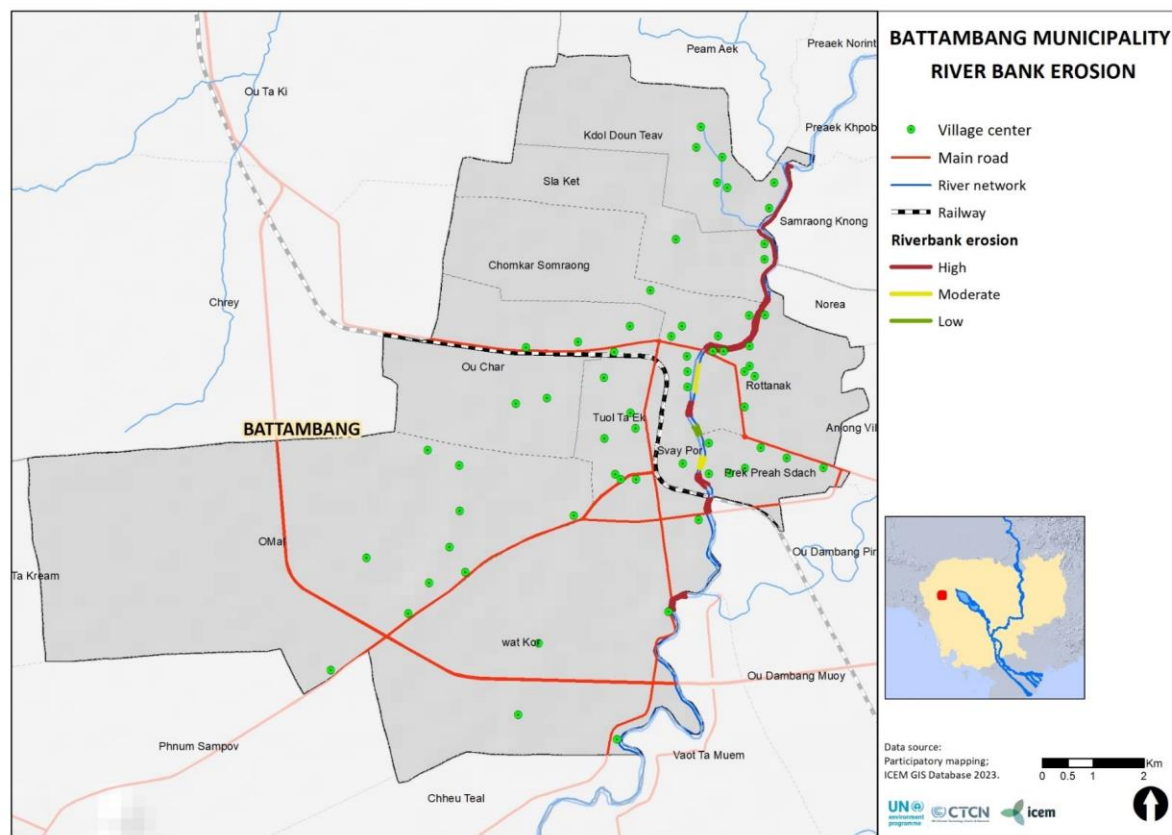 BATTAMBANG MUNICIPALITY
RIVER BANK EROSION
Village center
Main road
River network
Railway
Riverbank erosion
High
Moderate
Low
Peam Aek
Preaek Norint
Ou Ta Ki
Preaek Khpob
Kdol Doun Teav
Sla Ket
Samraong Knong
Chomkar Somraong
Chrey
Norea
Ou Char
Rottanak
Tuol Ta Ek
BATTAMBANG
Anlong Vil
Svay Por
Prek Preah Sdach
OMal
Ou Dambang Pir
Ta Kream
wat Kor
Ou Dambang Muoy
Phnum Sampov
Vaot Ta Muem
Chheu Teal
Data source:
Participatory mapping;
ICEM GIS Database 2023.
Km
0 0.5 1 2
UN
environment
programme
CTCN
icem